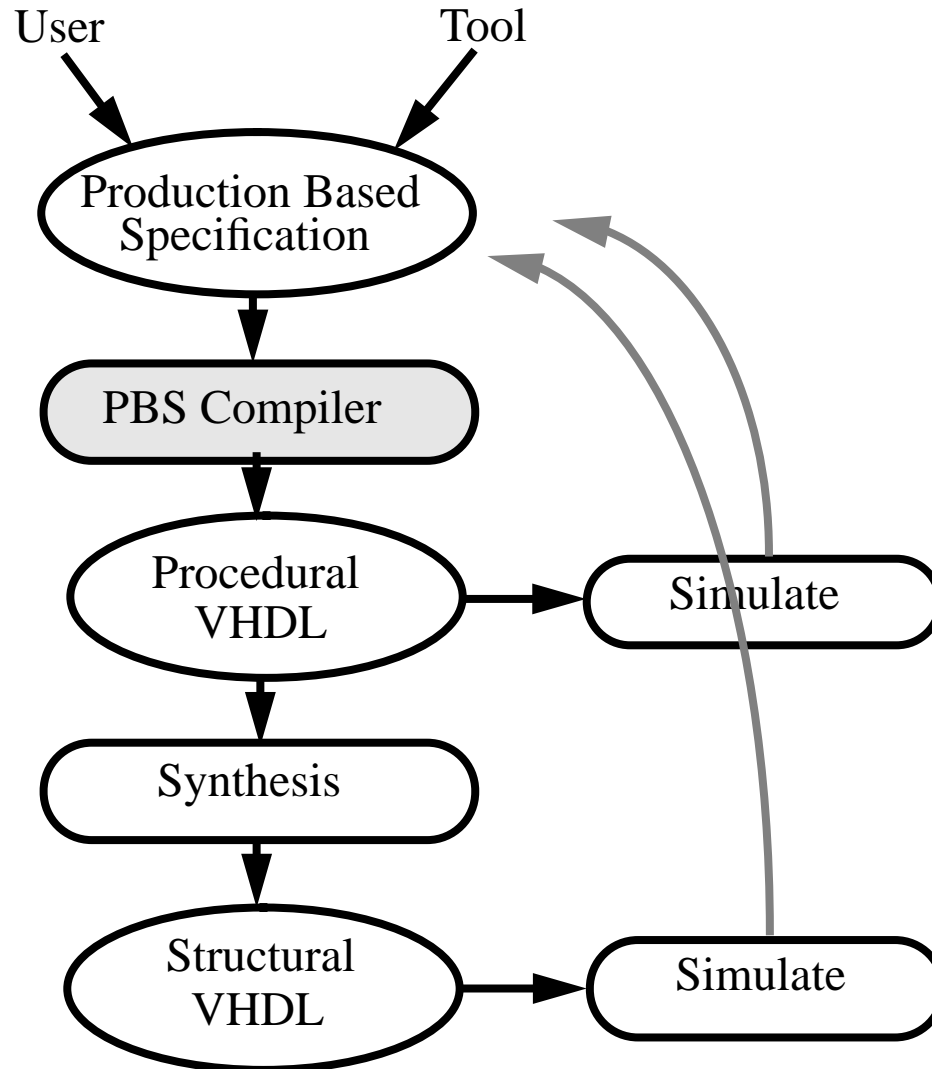 User
Tool
Production Based
Specification
PBS Compiler
Procedural
VHDL
Simulate
Synthesis
Structural
VHDL
Simulate